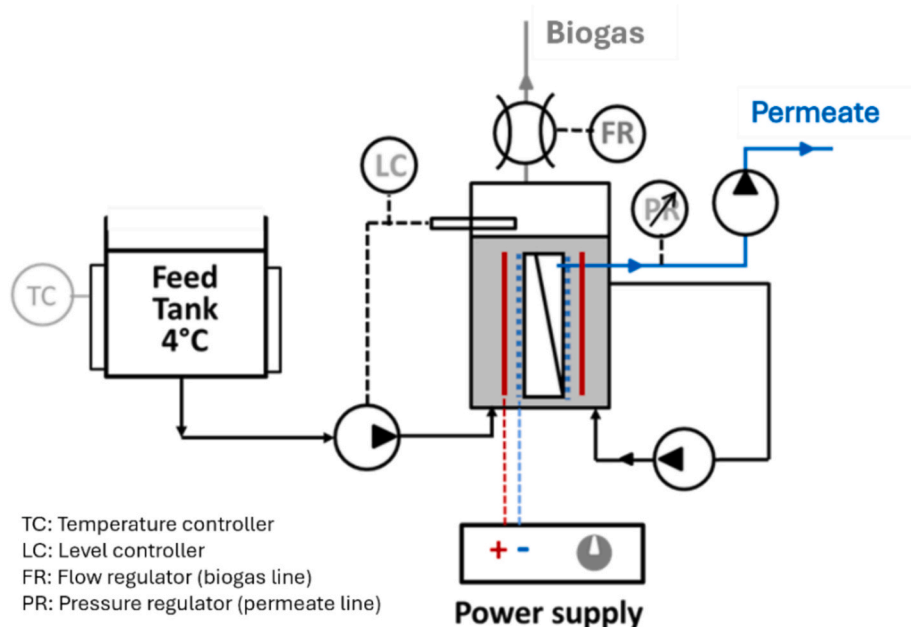 Biogas
FR
Permeate
LC
PR
TC
Feed
Tank
4°C
+ -
TC: Temperature controller
LC: Level controller
FR: Flow regulator (biogas line)
PR: Pressure regulator (permeate line)
Power supply